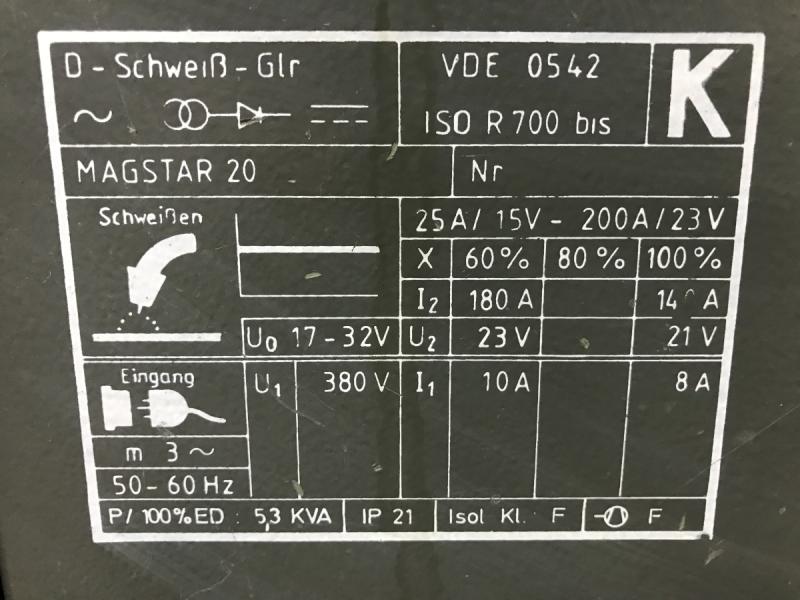 D - Schweiß - Glr
VDE 0542
ISO R 700 bis
K
MAGSTAR 20
Nr
Schweißen
25A/ 15V - 200A/23V
X 60% 80% 100%
I2 180 A A
U0 17-32V U2 23 V 21 V
Eingang
U1 380 V I1 10 A 8 A
m 3 ~
50-60 Hz
P/ 100% ED : 5,3 KVA IP 21 Isol Kl. F F